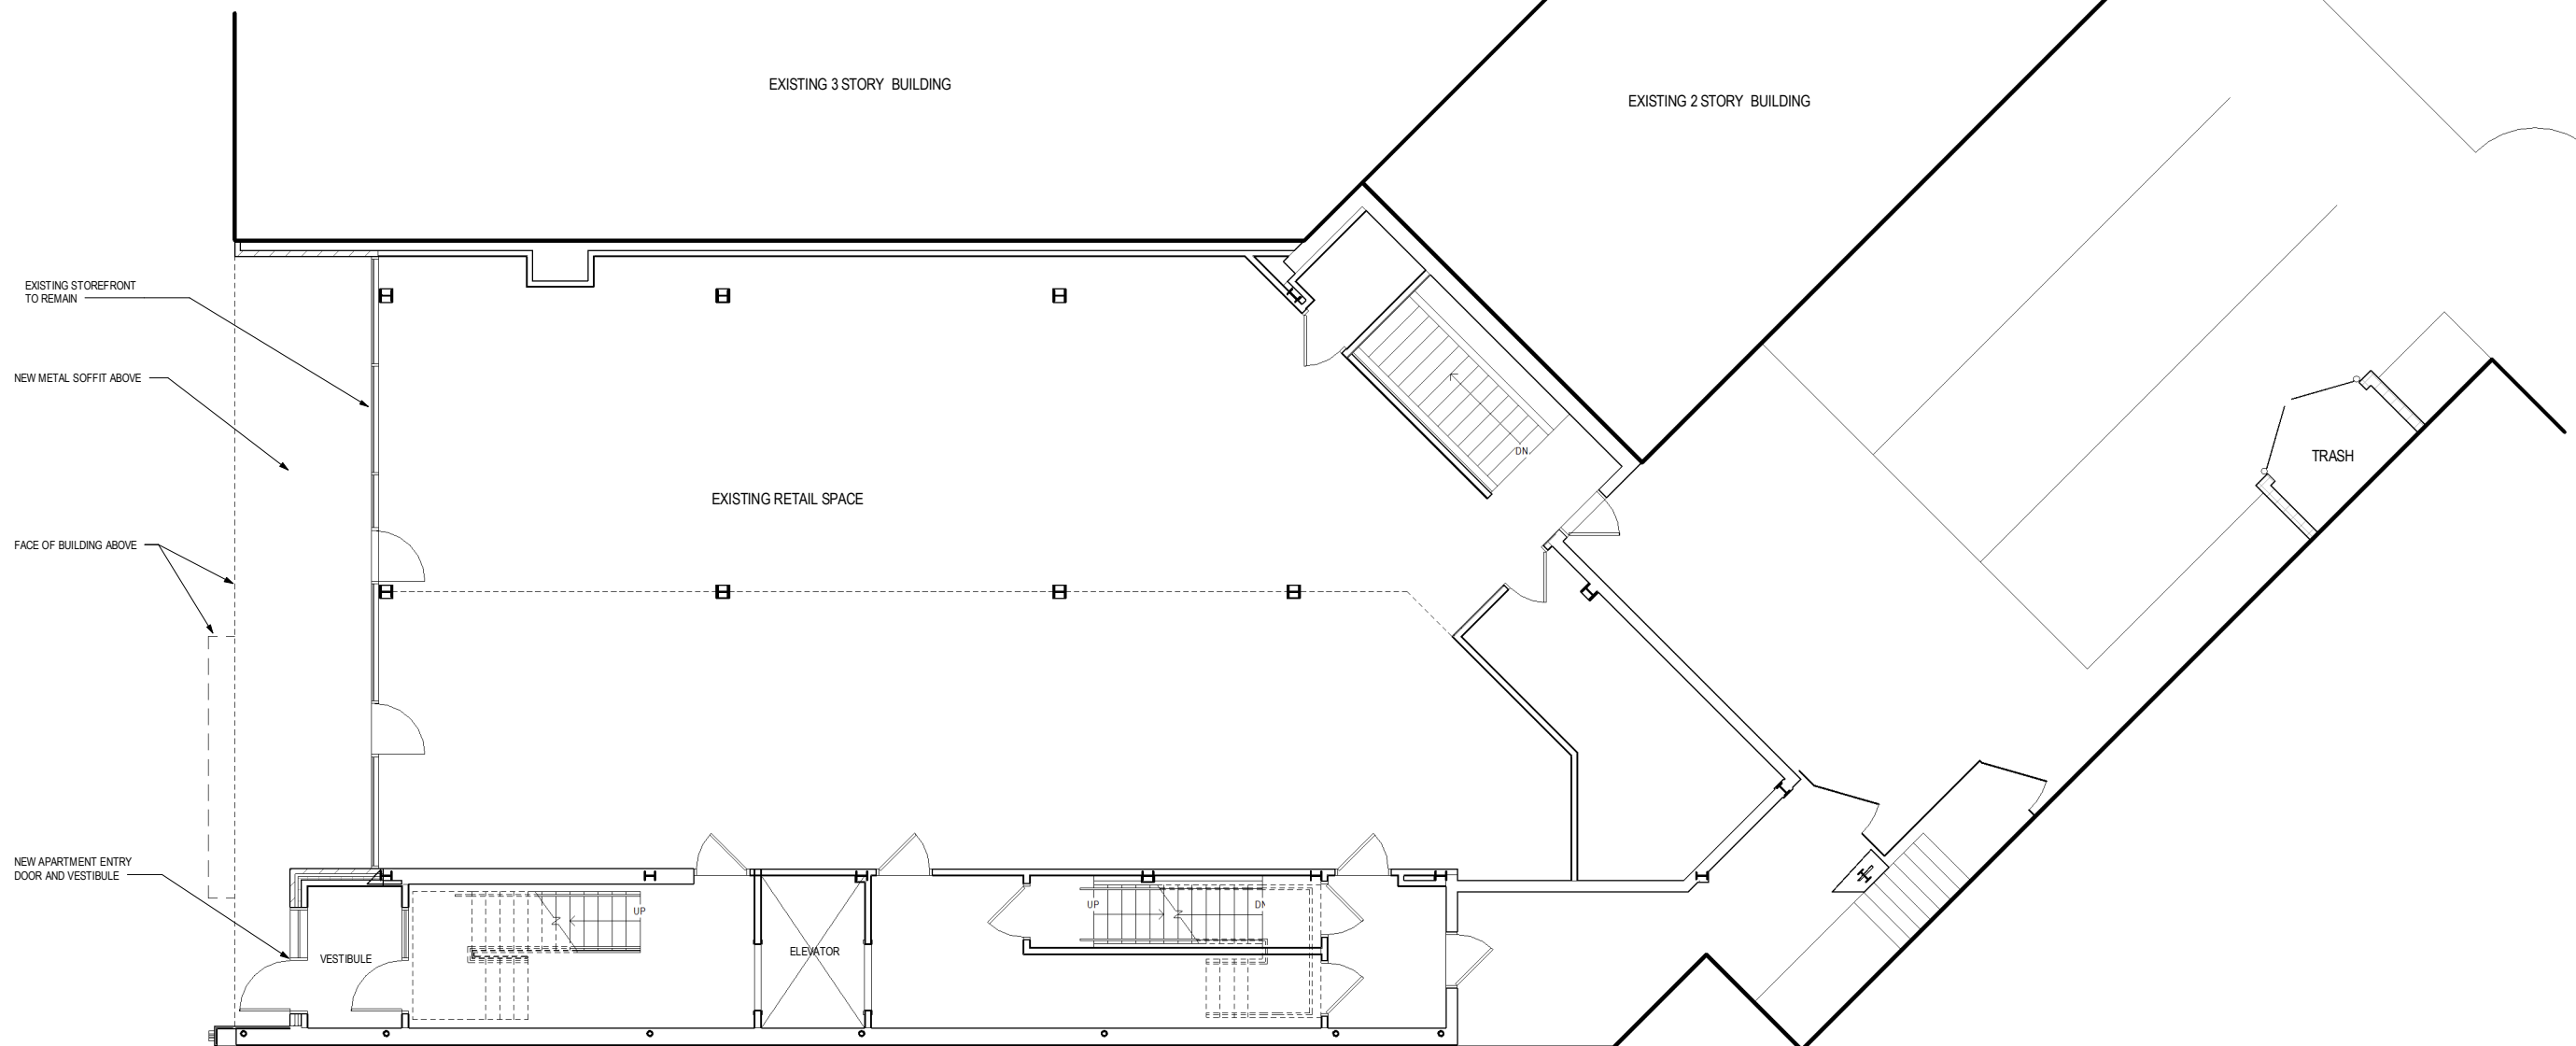 EXISTING 3 STORY BUILDING
EXISTING 2 STORY BUILDING
EXISTING STOREFRONT
TO REMAIN
NEW METAL SOFFIT ABOVE
DN
TRASH
EXISTING RETAIL SPACE
FACE OF BUILDING ABOVE
NEW APARTMENT ENTRY
DOOR AND VESTIBULE
UP
UP
DN
VESTIBULE
ELEVATOR